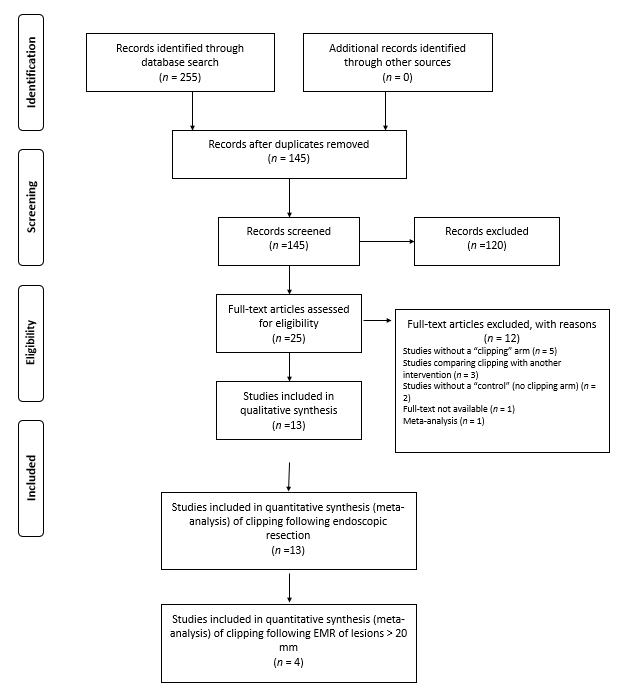 Identification
Records identified through
database search
(n = 255)
Additional records identified
through other sources
(n = 0)
Records after duplicates removed
(n = 145)
Screening
Records screened
(n =145)
Records excluded
(n =120)
Eligibility
Full-text articles assessed
for eligibility
(n =25)
Full-text articles excluded, with reasons
(n = 12)
Studies without a “clipping” arm (n = 5)
Studies comparing clipping with another
intervention (n = 3)
Studies without a “control” (no clipping arm) (n =
2)
Full-text not available (n = 1)
Meta-analysis (n = 1)
Studies included in
qualitative synthesis
(n =13)
Included
Studies included in quantitative synthesis (meta-
analysis) of clipping following endoscopic
resection
(n =13)
Studies included in quantitative synthesis (meta-
analysis) of clipping following EMR of lesions > 20
mm
(n = 4)